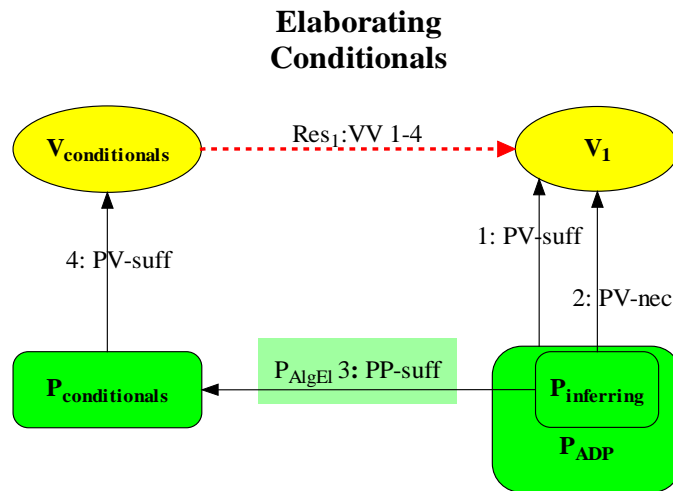 Elaborating
Conditionals
Res1:VV 1-4
Vconditionals
V1
1: PV-suff
4: PV-suff
2: PV-nec
PAlgEl 3: PP-suff
Pconditionals
Pinferring
PADP